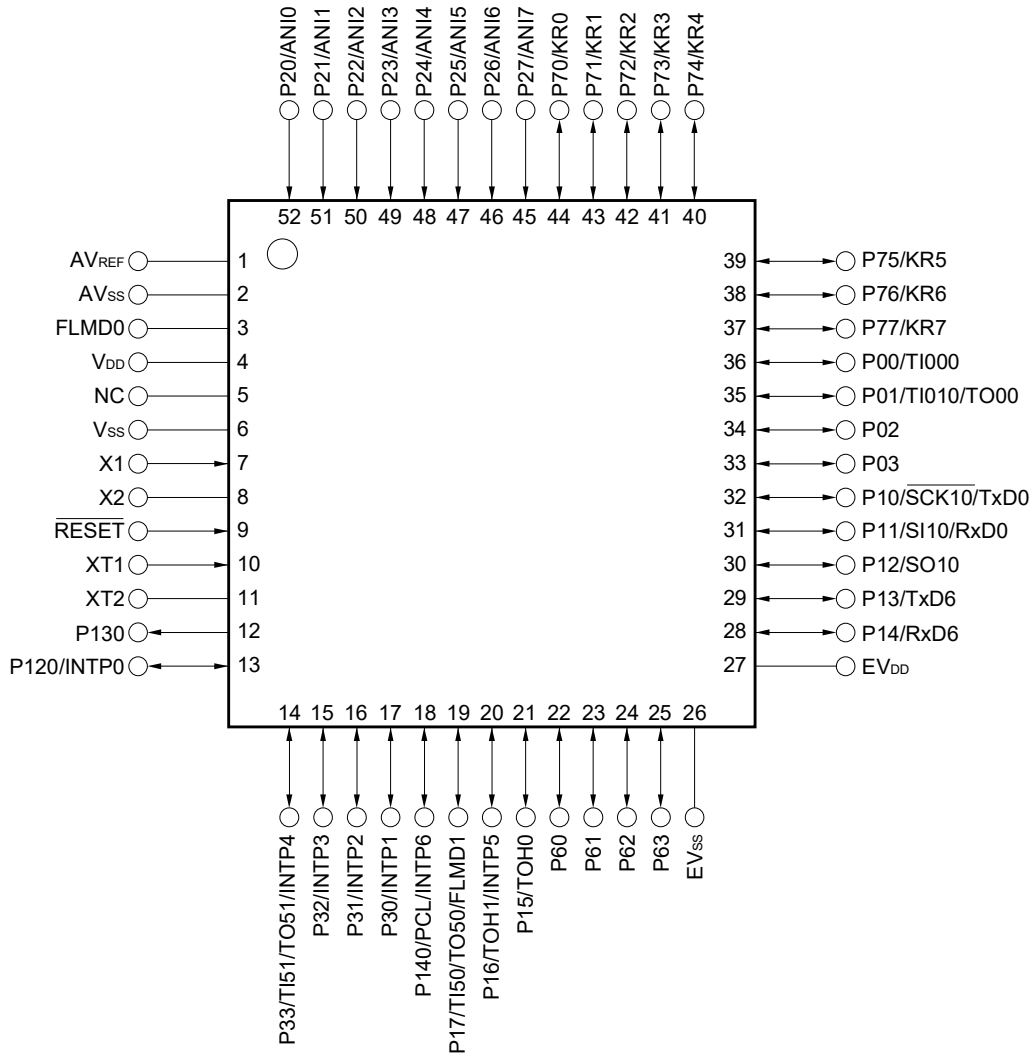 P20/ANI0
P21/ANI1
P22/ANI2
P23/ANI3
P24/ANI4
P25/ANI5
P26/ANI6
P27/ANI7
P70/KR0
P71/KR1
P72/KR2
P73/KR3
P74/KR4
52 51 50 49 48 47 46 45 44 43 42 41 40
AVREF 1
AVSS 2
FLMD0 3
VDD 4
NC 5
VSS 6
X1 7
X2 8
RESET 9
XT1 10
XT2 11
P130 12
P120/INTP0 13
39 P75/KR5
38 P76/KR6
37 P77/KR7
36 P00/TI000
35 P01/TI010/TO00
34 P02
33 P03
32 P10/SCK10/TxD0
31 P11/SI10/RxD0
30 P12/SO10
29 P13/TxD6
28 P14/RxD6
27 EVDD
14 15 16 17 18 19 20 21 22 23 24 25 26
P33/TI51/TO51/INTP4
P32/INTP3
P31/INTP2
P30/INTP1
P140/PCL/INTP6
P17/TI50/TO50/FLMD1
P16/TOH1/INTP5
P15/TOH0
P60
P61
P62
P63
EVSS